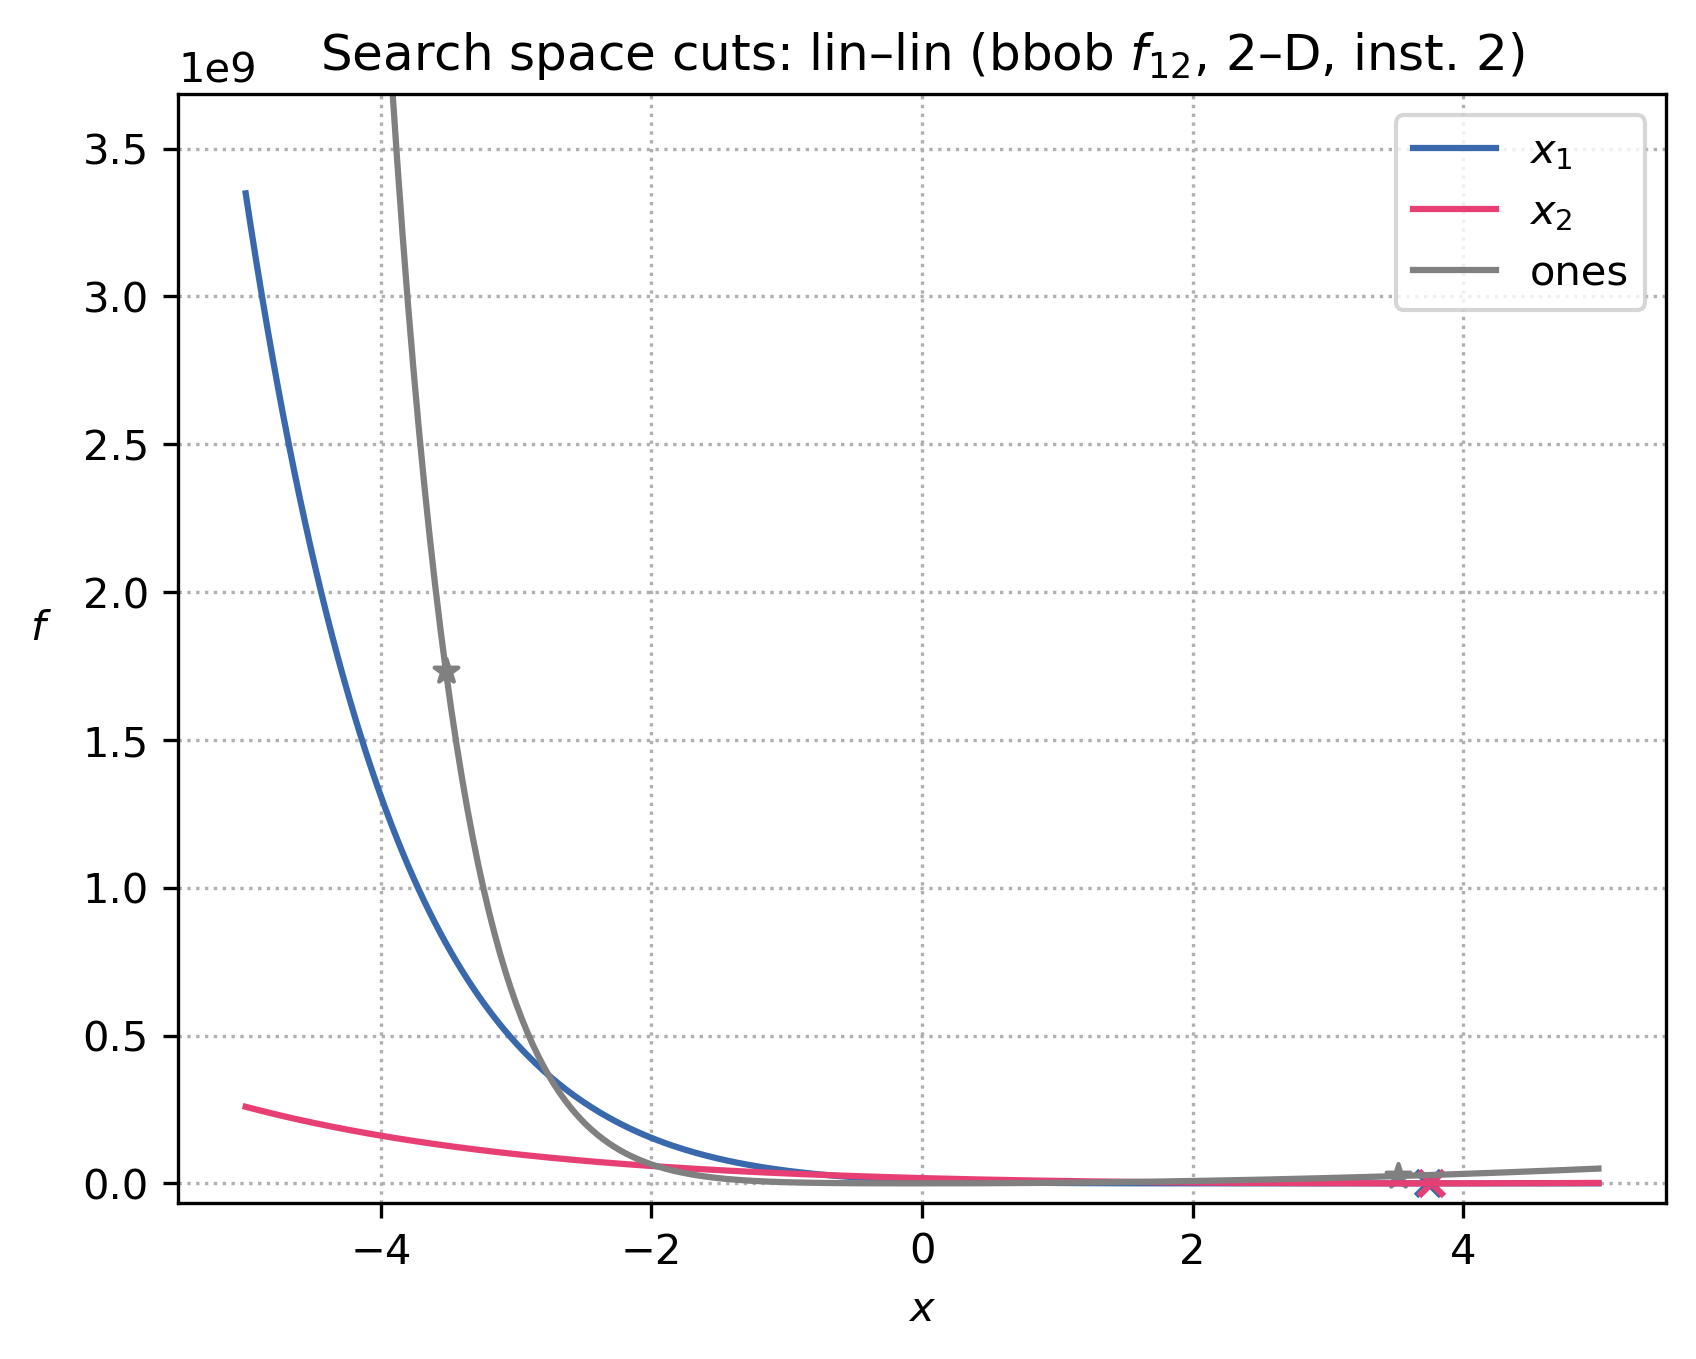 Search space cuts: lin–lin (bbob f12, 2–D, inst. 2)
1e9
3.5
3.0
2.5
2.0
1.5
1.0
0.5
0.0
f
−4
−2
0
2
4
x
x1
x2
ones